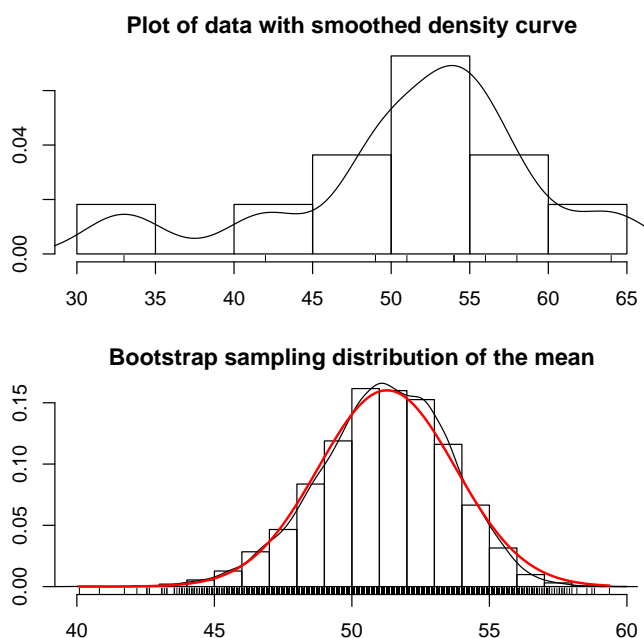 Plot of data with smoothed density curve
0.04
0.00
30 35 40 45 50 55 60 65
Bootstrap sampling distribution of the mean
0.15
0.10
0.05
0.00
40 45 50 55 60